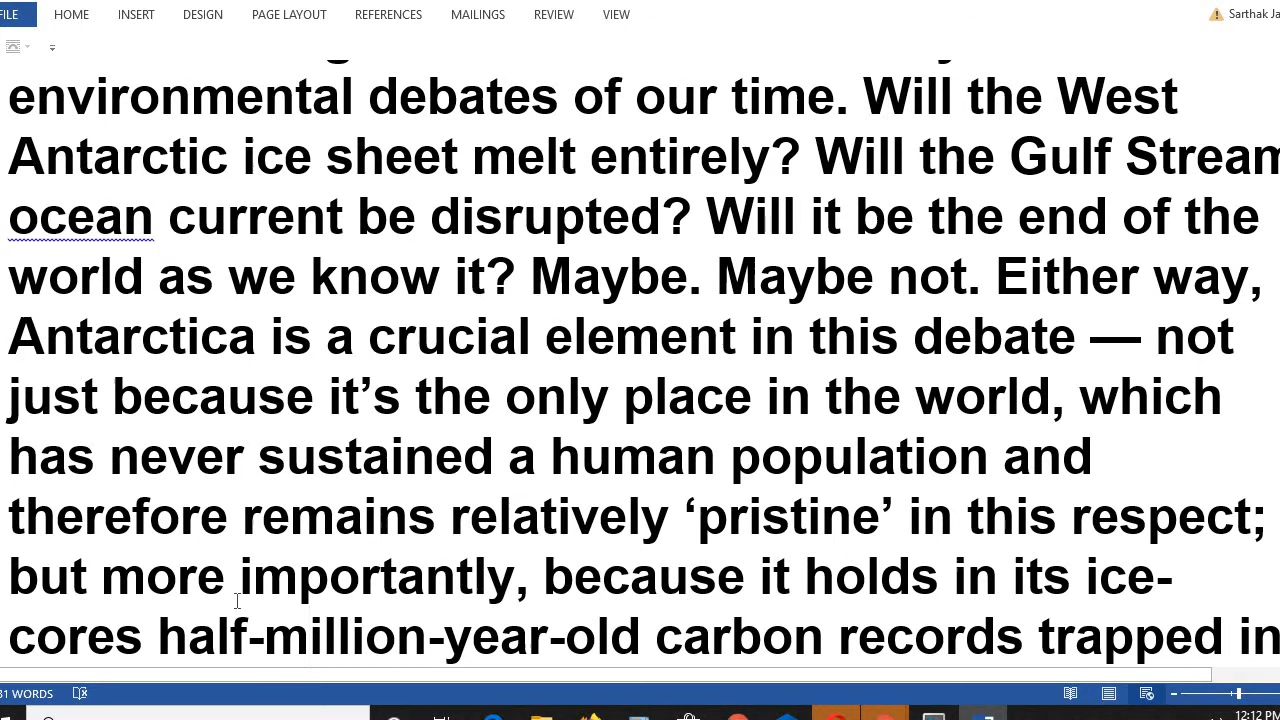 FILE HOME INSERT DESIGN PAGE LAYOUT REFERENCES MAILINGS REVIEW VIEW Sarthak Ja
environmental debates of our time. Will the West
Antarctic ice sheet melt entirely? Will the Gulf Stream
ocean current be disrupted? Will it be the end of the
world as we know it? Maybe. Maybe not. Either way,
Antarctica is a crucial element in this debate — not
just because it’s the only place in the world, which
has never sustained a human population and
therefore remains relatively ‘pristine’ in this respect;
but more importantly, because it holds in its ice-
cores half-million-year-old carbon records trapped in
31 WORDS
12:12 PM